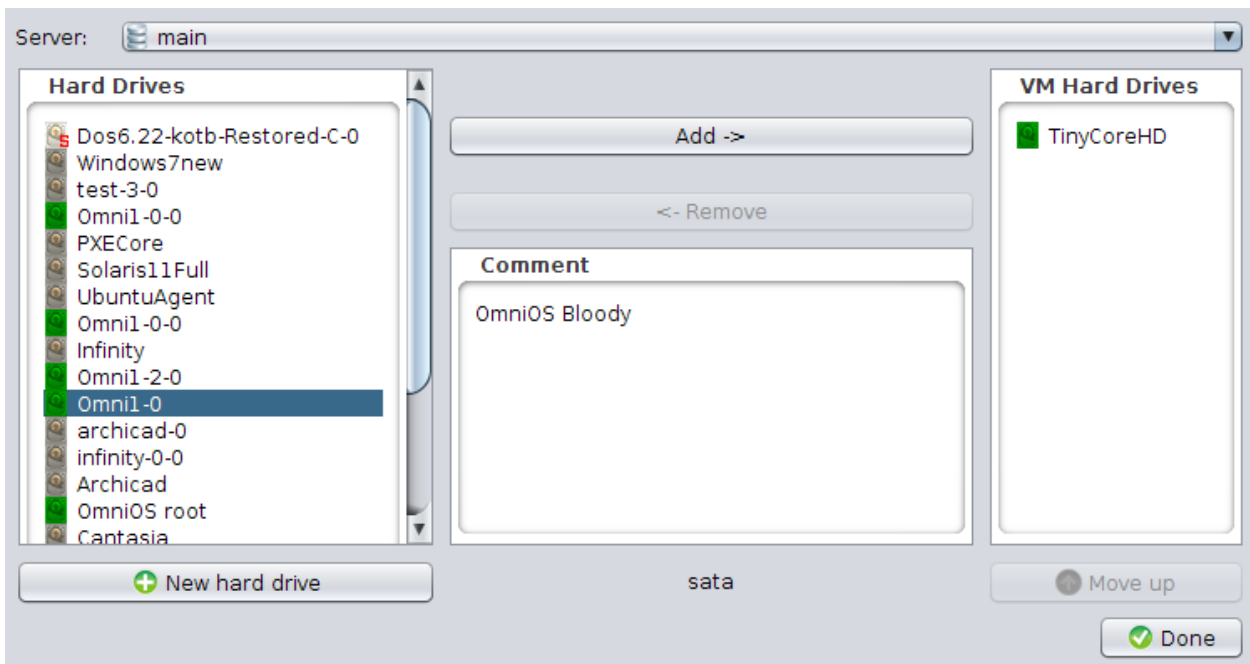 Server: main
Hard Drives
Dos6.22-kotb-Restored-C-0
Windows7new
test-3-0
Omni1-0-0
PXECore
Solaris11Full
UbuntuAgent
Omni1-0-0
Infinity
Omni1-2-0
Omni1-0
archicad-0
infinity-0-0
Archicad
OmniOS root
Cantasia
New hard drive
Add ->
<- Remove
Comment
OmniOS Bloody
sata
VM Hard Drives
TinyCoreHD
Move up
Done